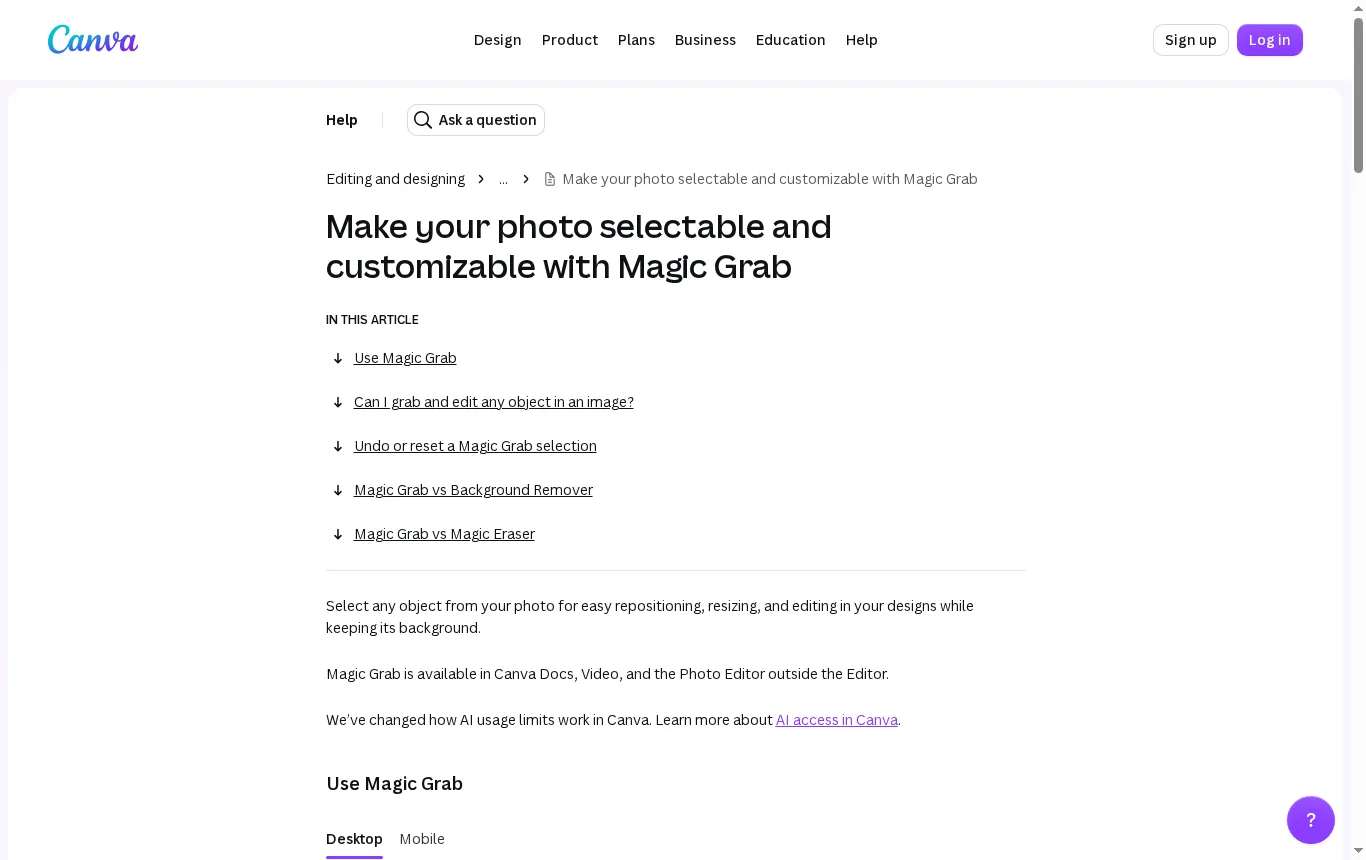 Canva
Design Product Plans Business Education Help
Sign up Log in
Help
Ask a question
Editing and designing ... Make your photo selectable and customizable with Magic Grab
Make your photo selectable and
customizable with Magic Grab
IN THIS ARTICLE
Use Magic Grab
Can I grab and edit any object in an image?
Undo or reset a Magic Grab selection
Magic Grab vs Background Remover
Magic Grab vs Magic Eraser
Select any object from your photo for easy repositioning, resizing, and editing in your designs while
keeping its background.
Magic Grab is available in Canva Docs, Video, and the Photo Editor outside the Editor.
We’ve changed how AI usage limits work in Canva. Learn more about AI access in Canva.
Use Magic Grab
Desktop Mobile
?